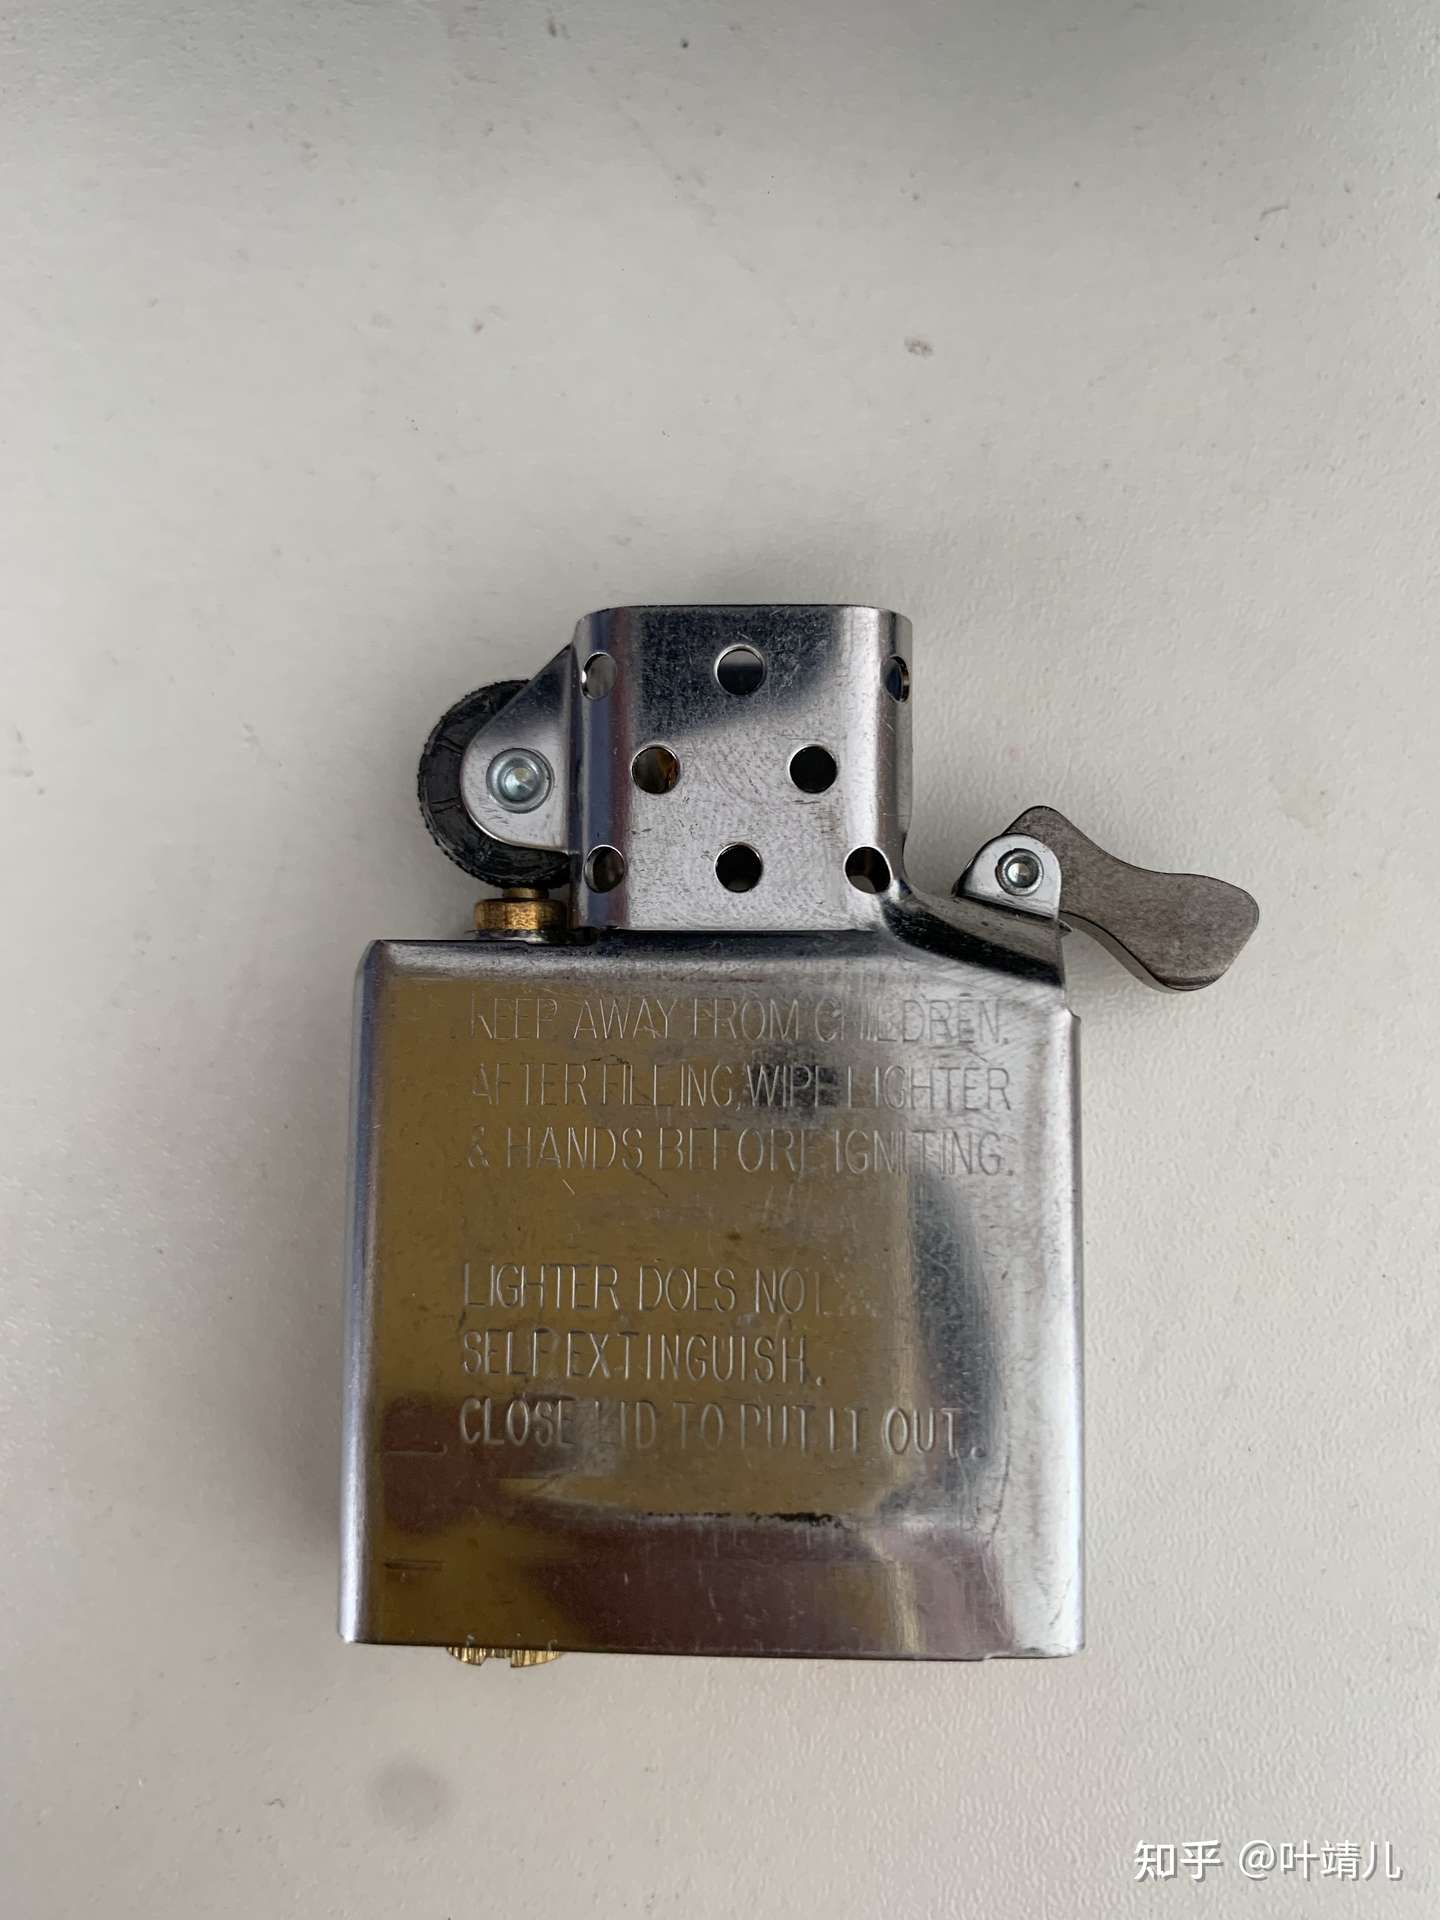 KEEP AWAY FROM CHILDREN.
AFTER FILLING, WIPE LIGHTER
& HANDS BEFORE IGNITING.
LIGHTER DOES NOT
SELF EXTINGUISH.
CLOSE LID TO PUT IT OUT.
知乎 @叶靖儿